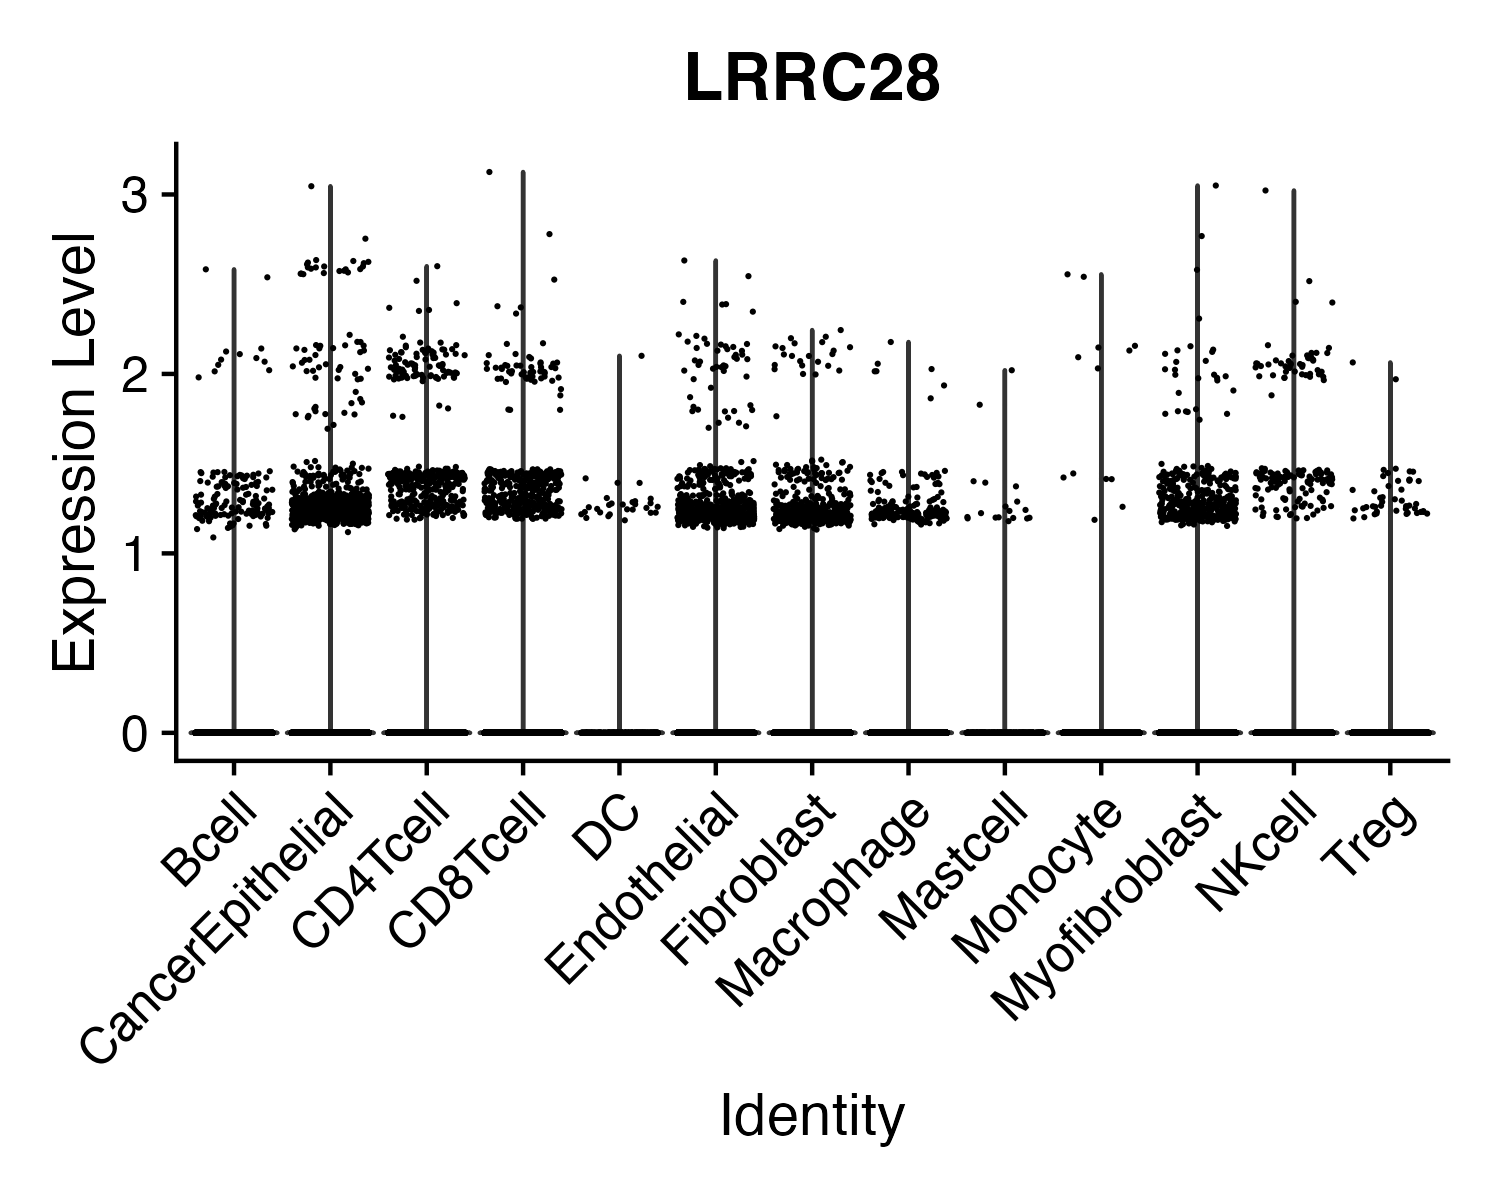 LRRC28
Expression Level
3
2
1
0
Bcell
CancerEpithelial
CD4Tcell
CD8Tcell
DC
Endothelial
Fibroblast
Macrophage
Mastcell
Monocyte
Myofibroblast
NKcell
Treg
Identity